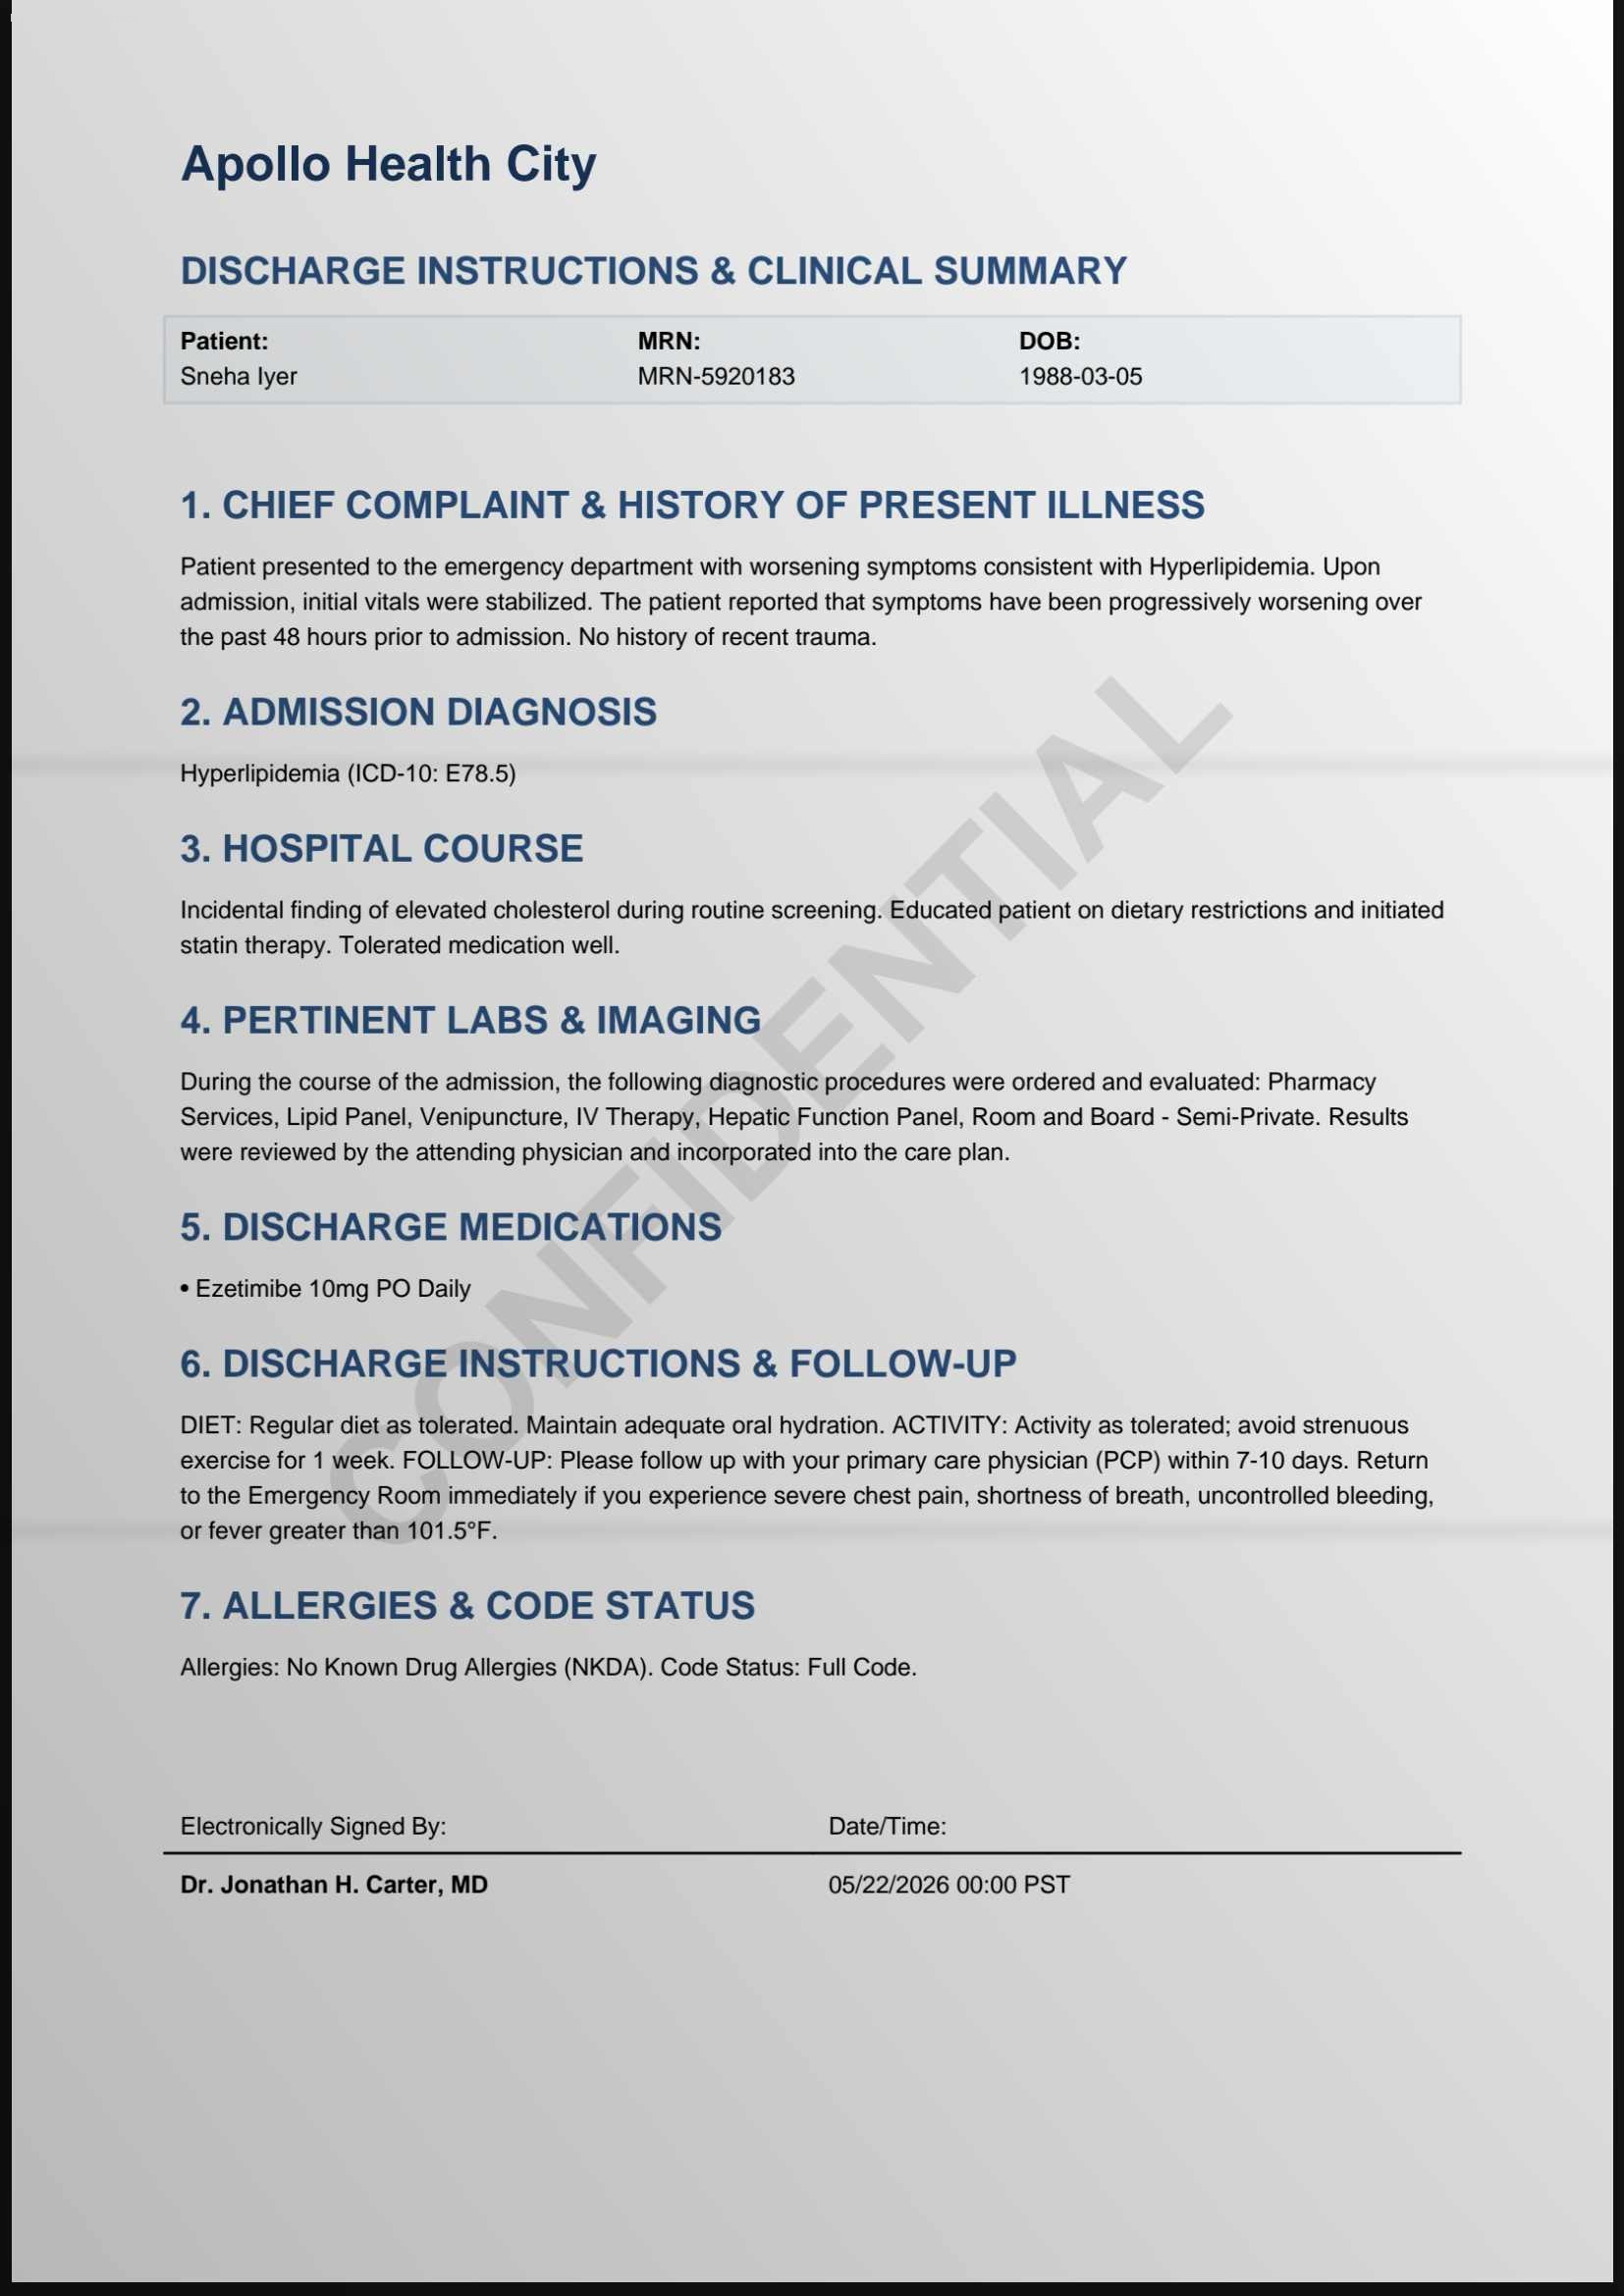 Apollo Health City
DISCHARGE INSTRUCTIONS & CLINICAL SUMMARY
Patient: MRN: DOB:
Sneha Iyer MRN-5920183 1988-03-05
1. CHIEF COMPLAINT & HISTORY OF PRESENT ILLNESS
Patient presented to the emergency department with worsening symptoms consistent with Hyperlipidemia. Upon
admission, initial vitals were stabilized. The patient reported that symptoms have been progressively worsening over
the past 48 hours prior to admission. No history of recent trauma.
2. ADMISSION DIAGNOSIS
Hyperlipidemia (ICD-10: E78.5)
3. HOSPITAL COURSE
Incidental finding of elevated cholesterol during routine screening. Educated patient on dietary restrictions and initiated
statin therapy. Tolerated medication well.
4. PERTINENT LABS & IMAGING
During the course of the admission, the following diagnostic procedures were ordered and evaluated: Pharmacy
Services, Lipid Panel, Venipuncture, IV Therapy, Hepatic Function Panel, Room and Board - Semi-Private. Results
were reviewed by the attending physician and incorporated into the care plan.
5. DISCHARGE MEDICATIONS
• Ezetimibe 10mg PO Daily
6. DISCHARGE INSTRUCTIONS & FOLLOW-UP
DIET: Regular diet as tolerated. Maintain adequate oral hydration. ACTIVITY: Activity as tolerated; avoid strenuous
exercise for 1 week. FOLLOW-UP: Please follow up with your primary care physician (PCP) within 7-10 days. Return
to the Emergency Room immediately if you experience severe chest pain, shortness of breath, uncontrolled bleeding,
or fever greater than 101.5°F.
7. ALLERGIES & CODE STATUS
Allergies: No Known Drug Allergies (NKDA). Code Status: Full Code.
Electronically Signed By: Date/Time:
Dr. Jonathan H. Carter, MD 05/22/2026 00:00 PST
CONFIDENTIAL